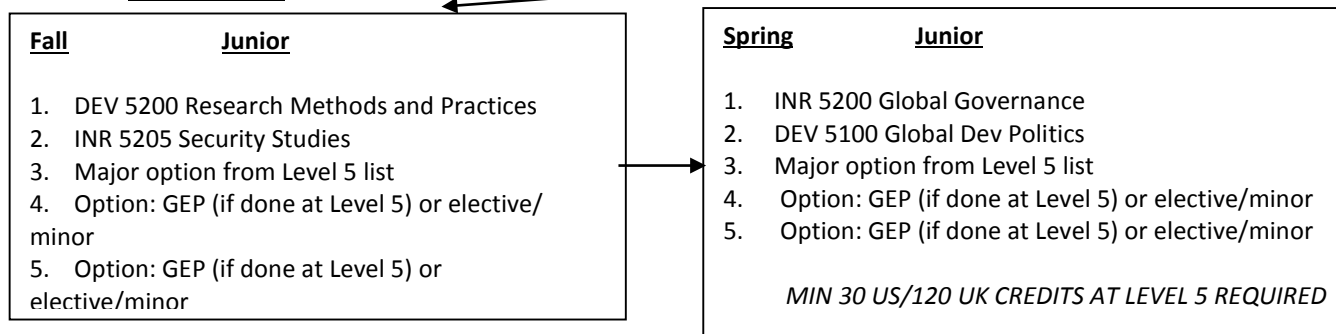 Fall Junior
1. DEV 5200 Research Methods and Practices
2. INR 5205 Security Studies
3. Major option from Level 5 list
4. Option: GEP (if done at Level 5) or elective/
minor
5. Option: GEP (if done at Level 5) or
elective/minor
Spring Junior
1. INR 5200 Global Governance
2. DEV 5100 Global Dev Politics
3. Major option from Level 5 list
4. Option: GEP (if done at Level 5) or elective/minor
5. Option: GEP (if done at Level 5) or elective/minor
MIN 30 US/120 UK CREDITS AT LEVEL 5 REQUIRED